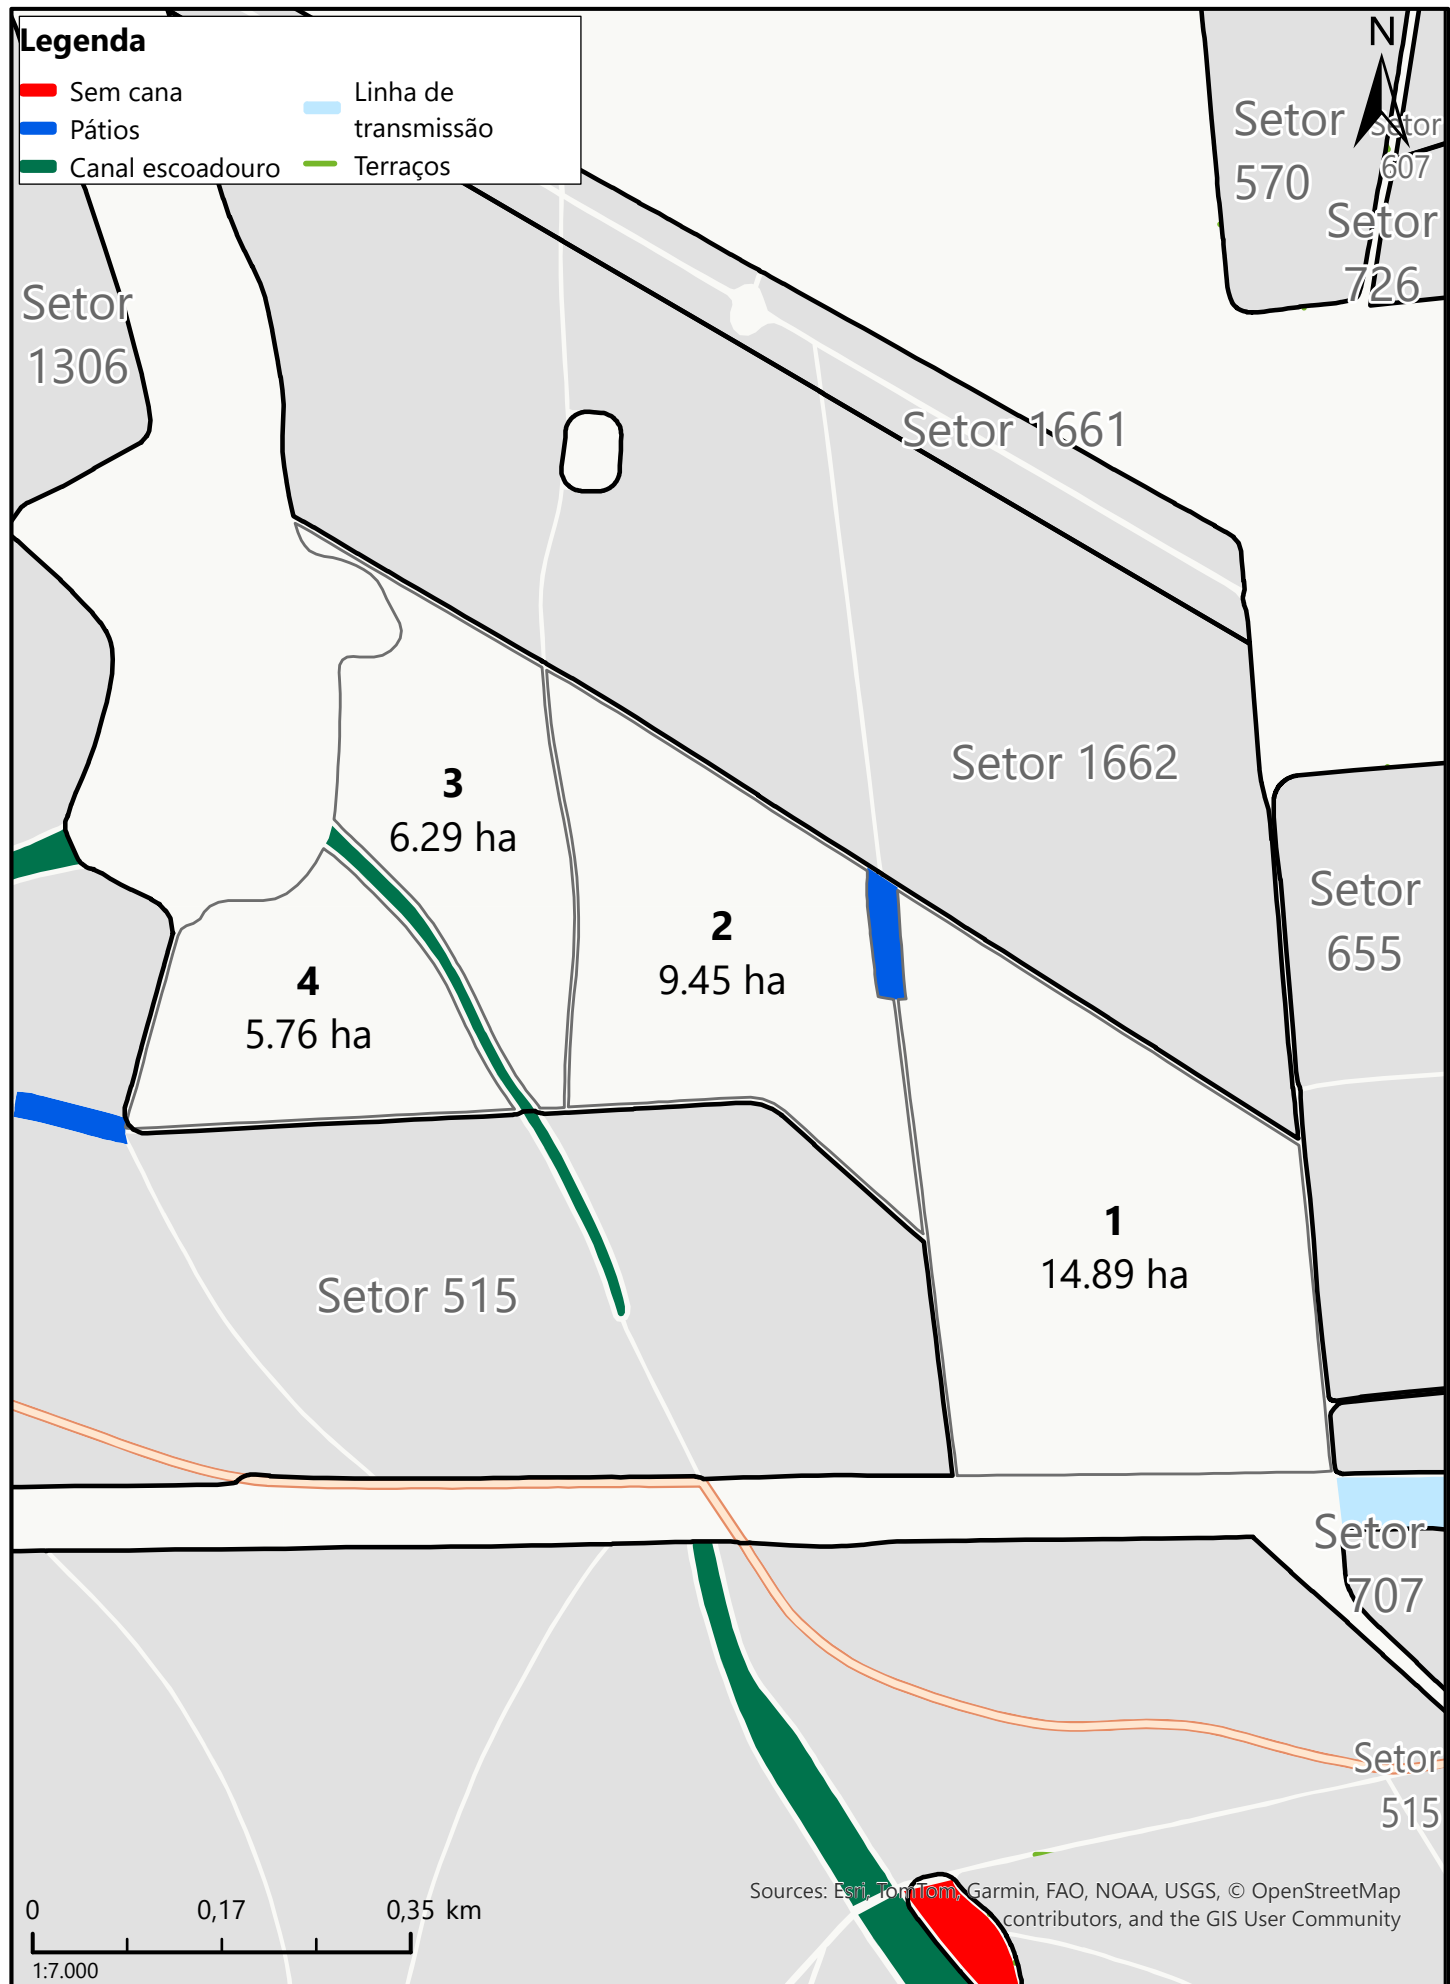 Legenda
Sem cana
Pátios
Canal escoadouro
Linha de
transmissão
Terraços
N
Setor
570
Setor
607
Setor
726
Setor
1306
Setor 1661
Setor 1662
3
6.29 ha
2
9.45 ha
Setor
655
4
5.76 ha
1
14.89 ha
Setor 515
Setor
707
Setor
515
Sources: Esri, TomTom, Garmin, FAO, NOAA, USGS, © OpenStreetMap
contributors, and the GIS User Community
0 0,17 0,35 km
1:7.000